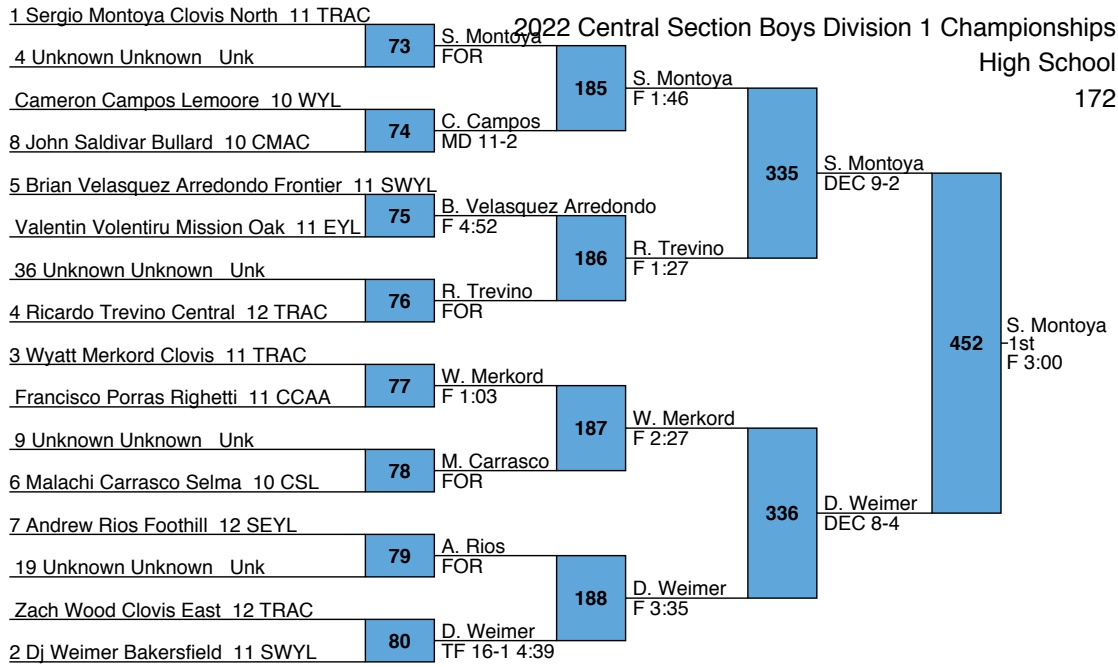 2022 Central Section Boys Division 1 Championships
High School
172
1 Sergio Montoya Clovis North 11 TRAC
4 Unknown Unknown Unk
Cameron Campos Lemoore 10 WYL
8 John Saldivar Bullard 10 CMAC
5 Brian Velasquez Arredondo Frontier 11 SWYL
Valentin Volentiru Mission Oak 11 EYL
36 Unknown Unknown Unk
4 Ricardo Trevino Central 12 TRAC
3 Wyatt Merkord Clovis 11 TRAC
Francisco Porras Righetti 11 CCAA
9 Unknown Unknown Unk
6 Malachi Carrasco Selma 10 CSL
7 Andrew Rios Foothill 12 SEYL
19 Unknown Unknown Unk
Zach Wood Clovis East 12 TRAC
2 Dj Weimer Bakersfield 11 SWYL
73
74
75
76
77
78
79
80
S. Montoya
FOR
C. Campos
MD 11-2
B. Velasquez Arredondo
F 4:52
R. Trevino
FOR
W. Merkord
F 1:03
M. Carrasco
FOR
A. Rios
FOR
D. Weimer
TF 16-1 4:39
185
186
187
188
S. Montoya
F 1:46
R. Trevino
F 1:27
W. Merkord
F 2:27
D. Weimer
F 3:35
335
336
S. Montoya
DEC 9-2
D. Weimer
DEC 8-4
452
S. Montoya
1st
F 3:00